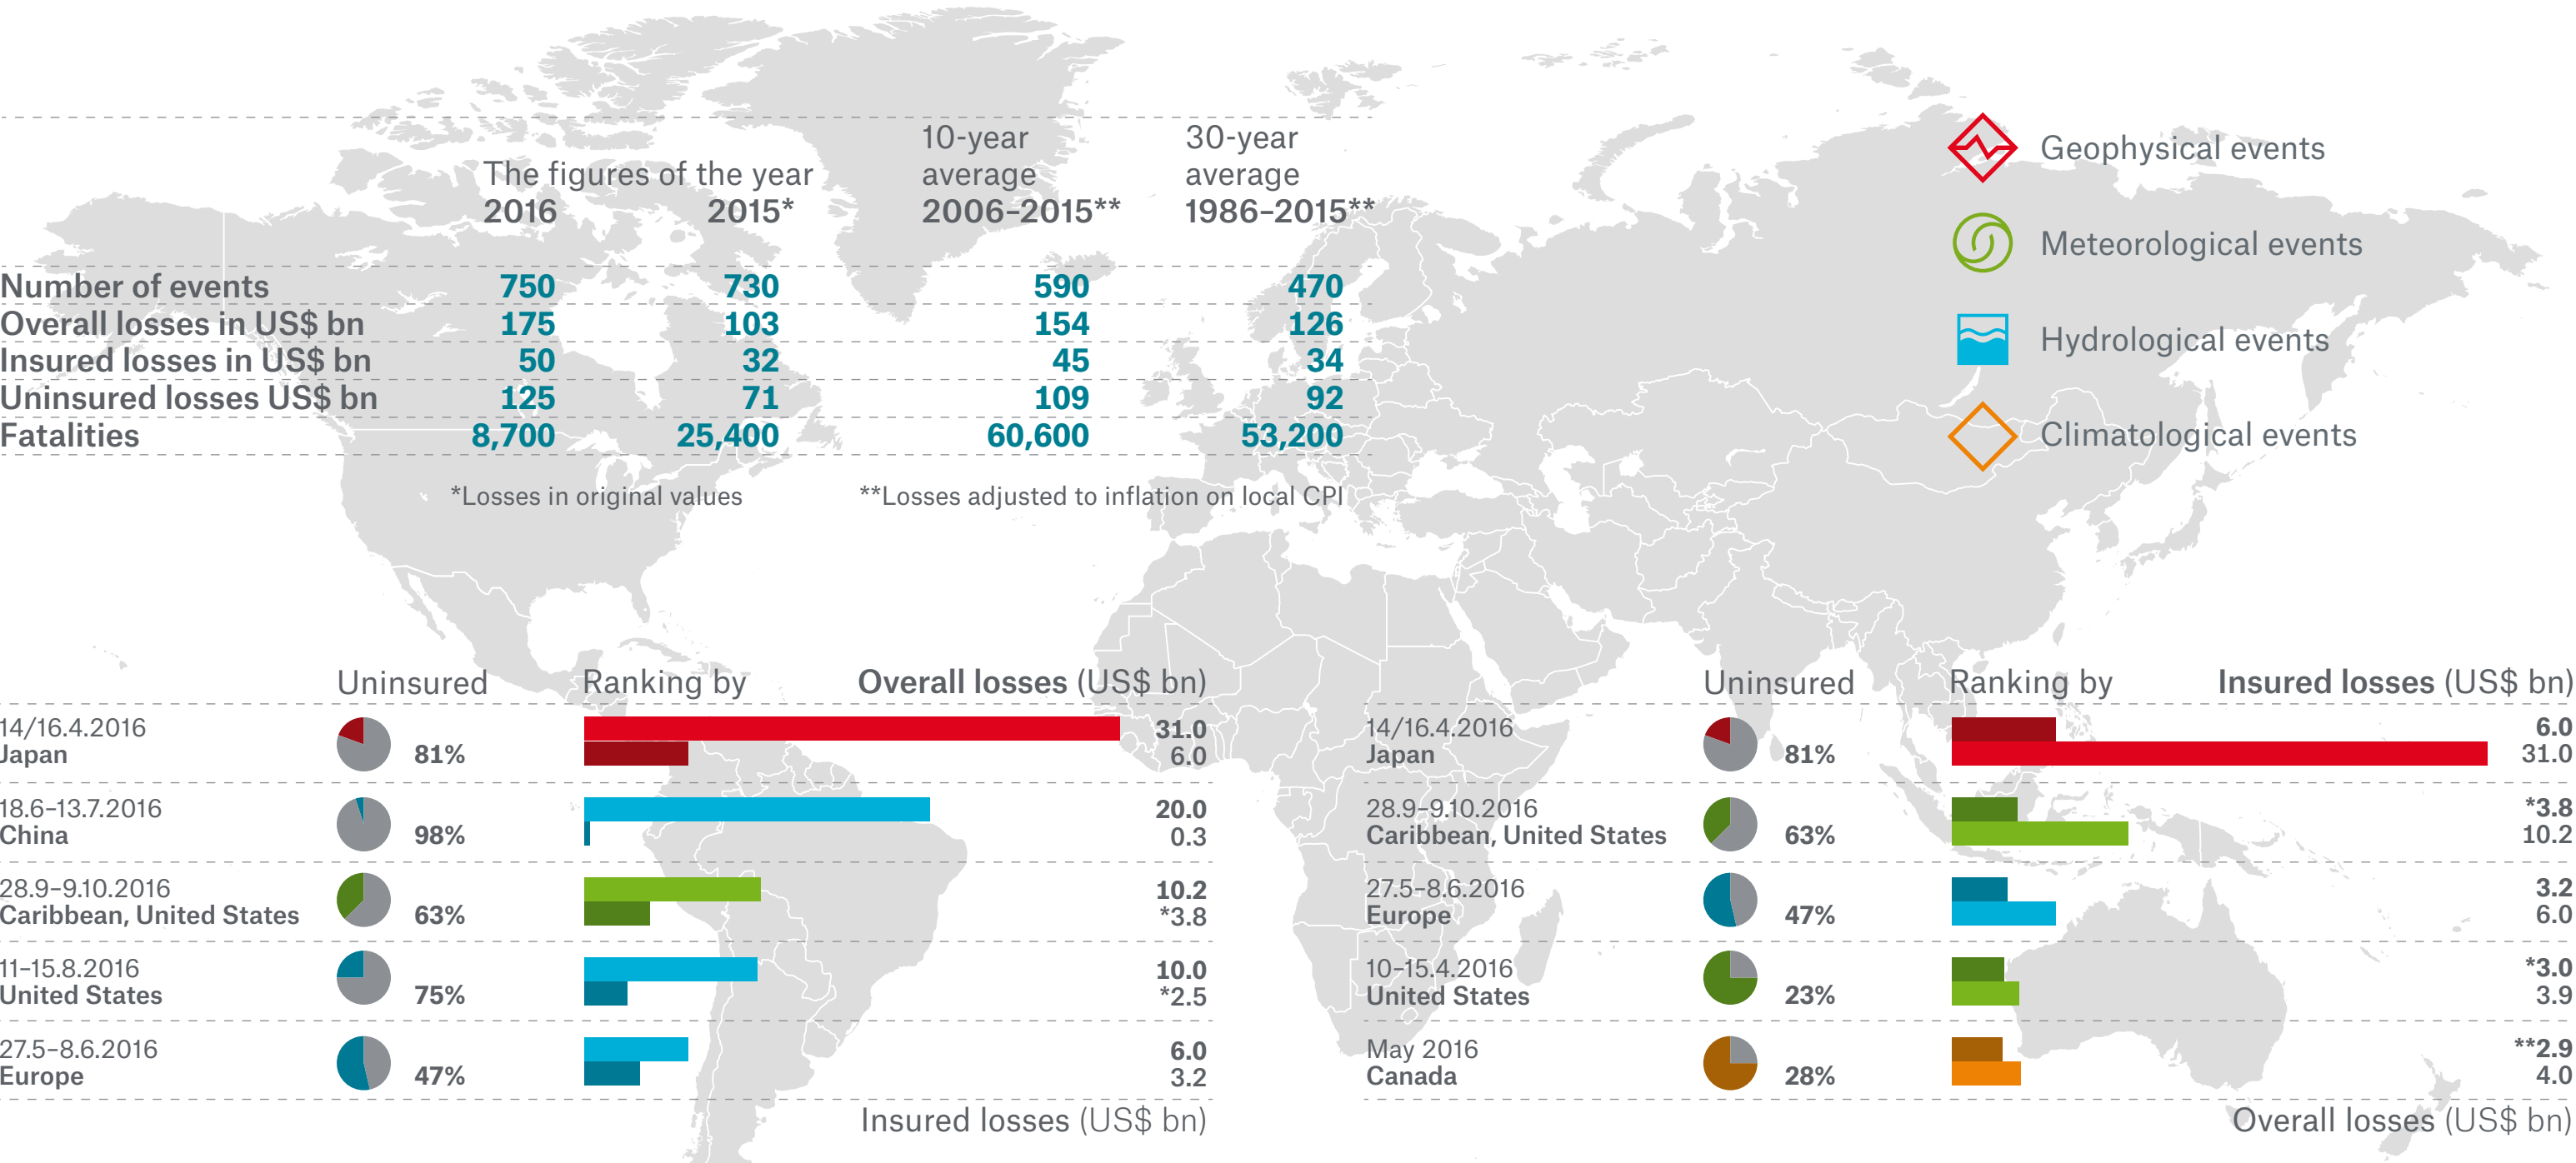 The figures of the year
2016 2015*
10-year
average
2006–2015**
30-year
average
1986–2015**
Number of events 750 730 590 470
Overall losses in US$ bn 175 103 154 126
Insured losses in US$ bn 50 32 45 34
Uninsured losses US$ bn 125 71 109 92
Fatalities 8,700 25,400 60,600 53,200
*Losses in original values
**Losses adjusted to inflation on local CPI
Geophysical events
Meteorological events
Hydrological events
Climatological events
Uninsured Ranking by Overall losses (US$ bn)
14/16.4.2016
Japan
81%
31.0
6.0
18.6–13.7.2016
China
98%
20.0
0.3
28.9–9.10.2016
Caribbean, United States
63%
10.2
*3.8
11–15.8.2016
United States
75%
10.0
*2.5
27.5–8.6.2016
Europe
47%
6.0
3.2
Insured losses (US$ bn)
Uninsured Ranking by Insured losses (US$ bn)
14/16.4.2016
Japan
81%
6.0
31.0
28.9–9.10.2016
Caribbean, United States
63%
*3.8
10.2
27.5–8.6.2016
Europe
47%
3.2
6.0
10–15.4.2016
United States
23%
*3.0
3.9
May 2016
Canada
28%
**2.9
4.0
Overall losses (US$ bn)